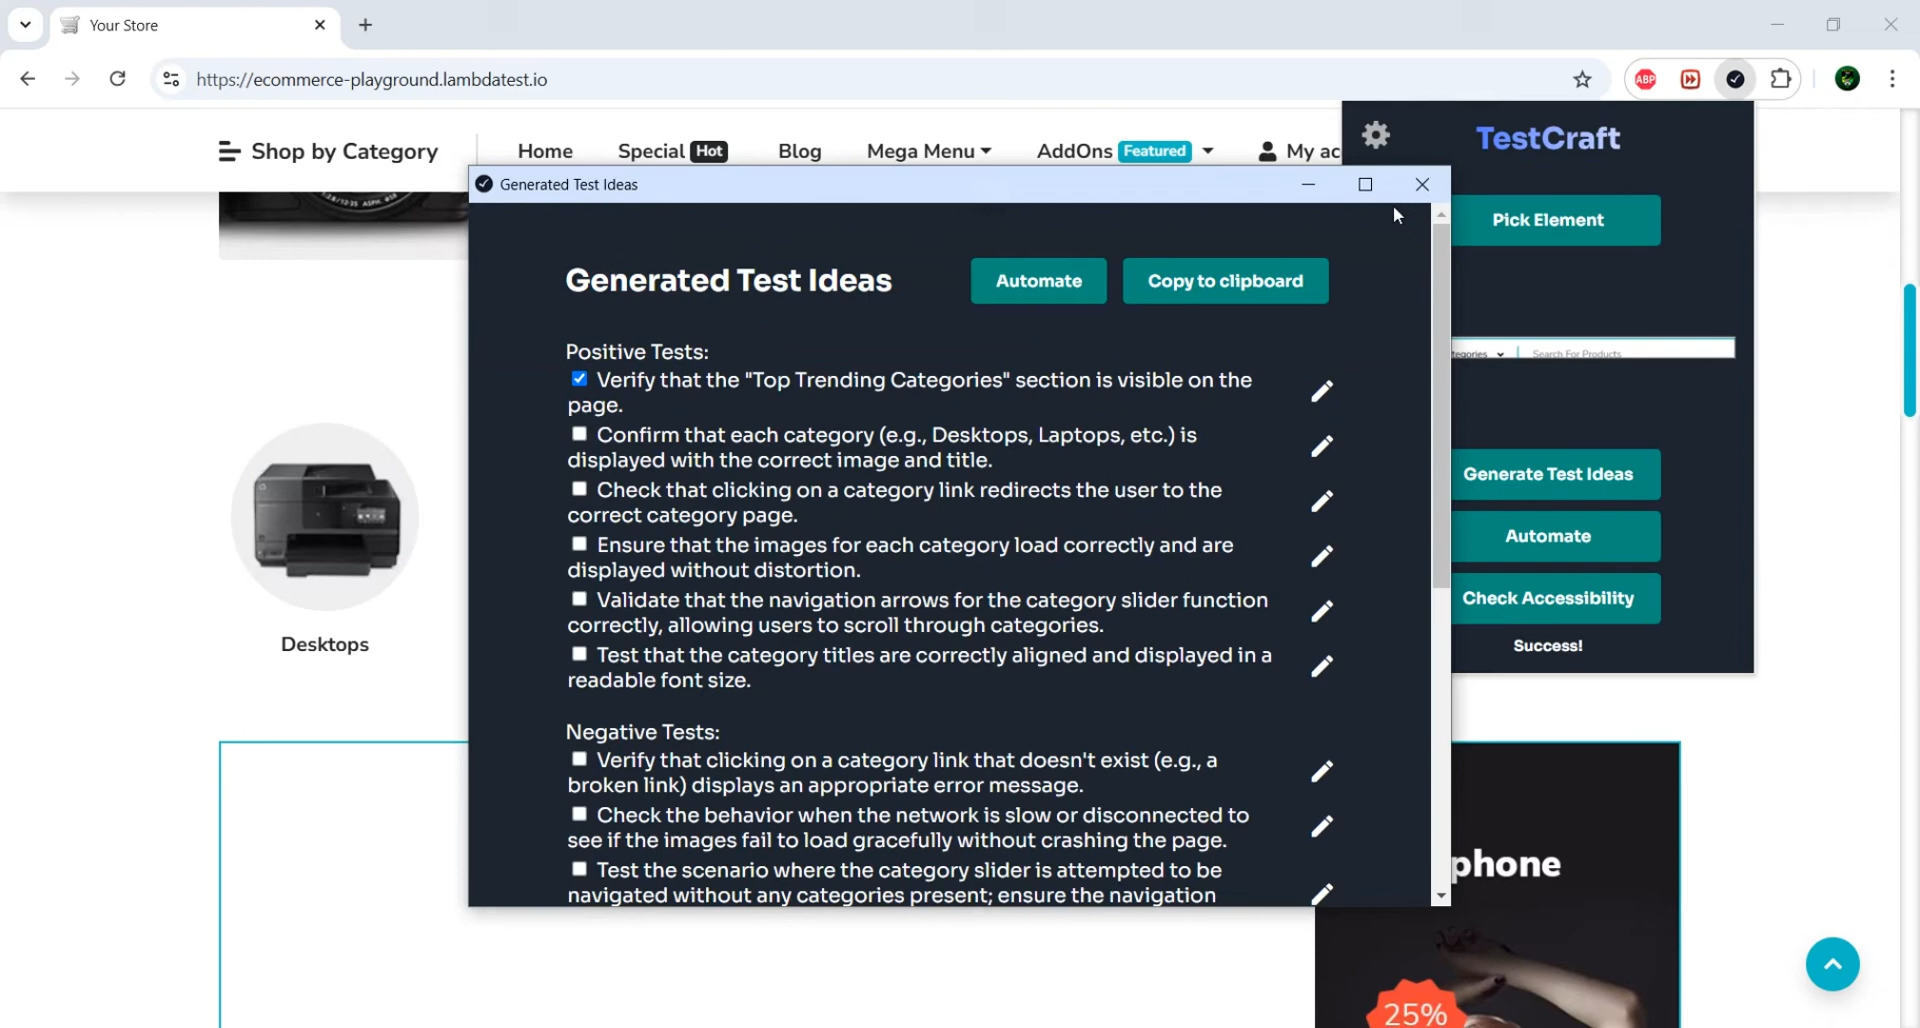 Your Store
https://ecommerce-playground.lambdatest.io
ABP
Shop by Category
Home
Special Hot
Blog
Mega Menu
AddOns Featured
My ac
TestCraft
Generated Test Ideas
Pick Element
Generated Test Ideas
Automate
Copy to clipboard
Positive Tests:
Verify that the "Top Trending Categories" section is visible on the
page.
Confirm that each category (e.g., Desktops, Laptops, etc.) is
displayed with the correct image and title.
Check that clicking on a category link redirects the user to the
correct category page.
Ensure that the images for each category load correctly and are
displayed without distortion.
Validate that the navigation arrows for the category slider function
correctly, allowing users to scroll through categories.
Test that the category titles are correctly aligned and displayed in a
readable font size.
Negative Tests:
Verify that clicking on a category link that doesn't exist (e.g., a
broken link) displays an appropriate error message.
Check the behavior when the network is slow or disconnected to
see if the images fail to load gracefully without crashing the page.
Test the scenario where the category slider is attempted to be
navigated without any categories present; ensure the navigation
tegories
Search For Products
Generate Test Ideas
Automate
Check Accessibility
Success!
Desktops
phone
25%